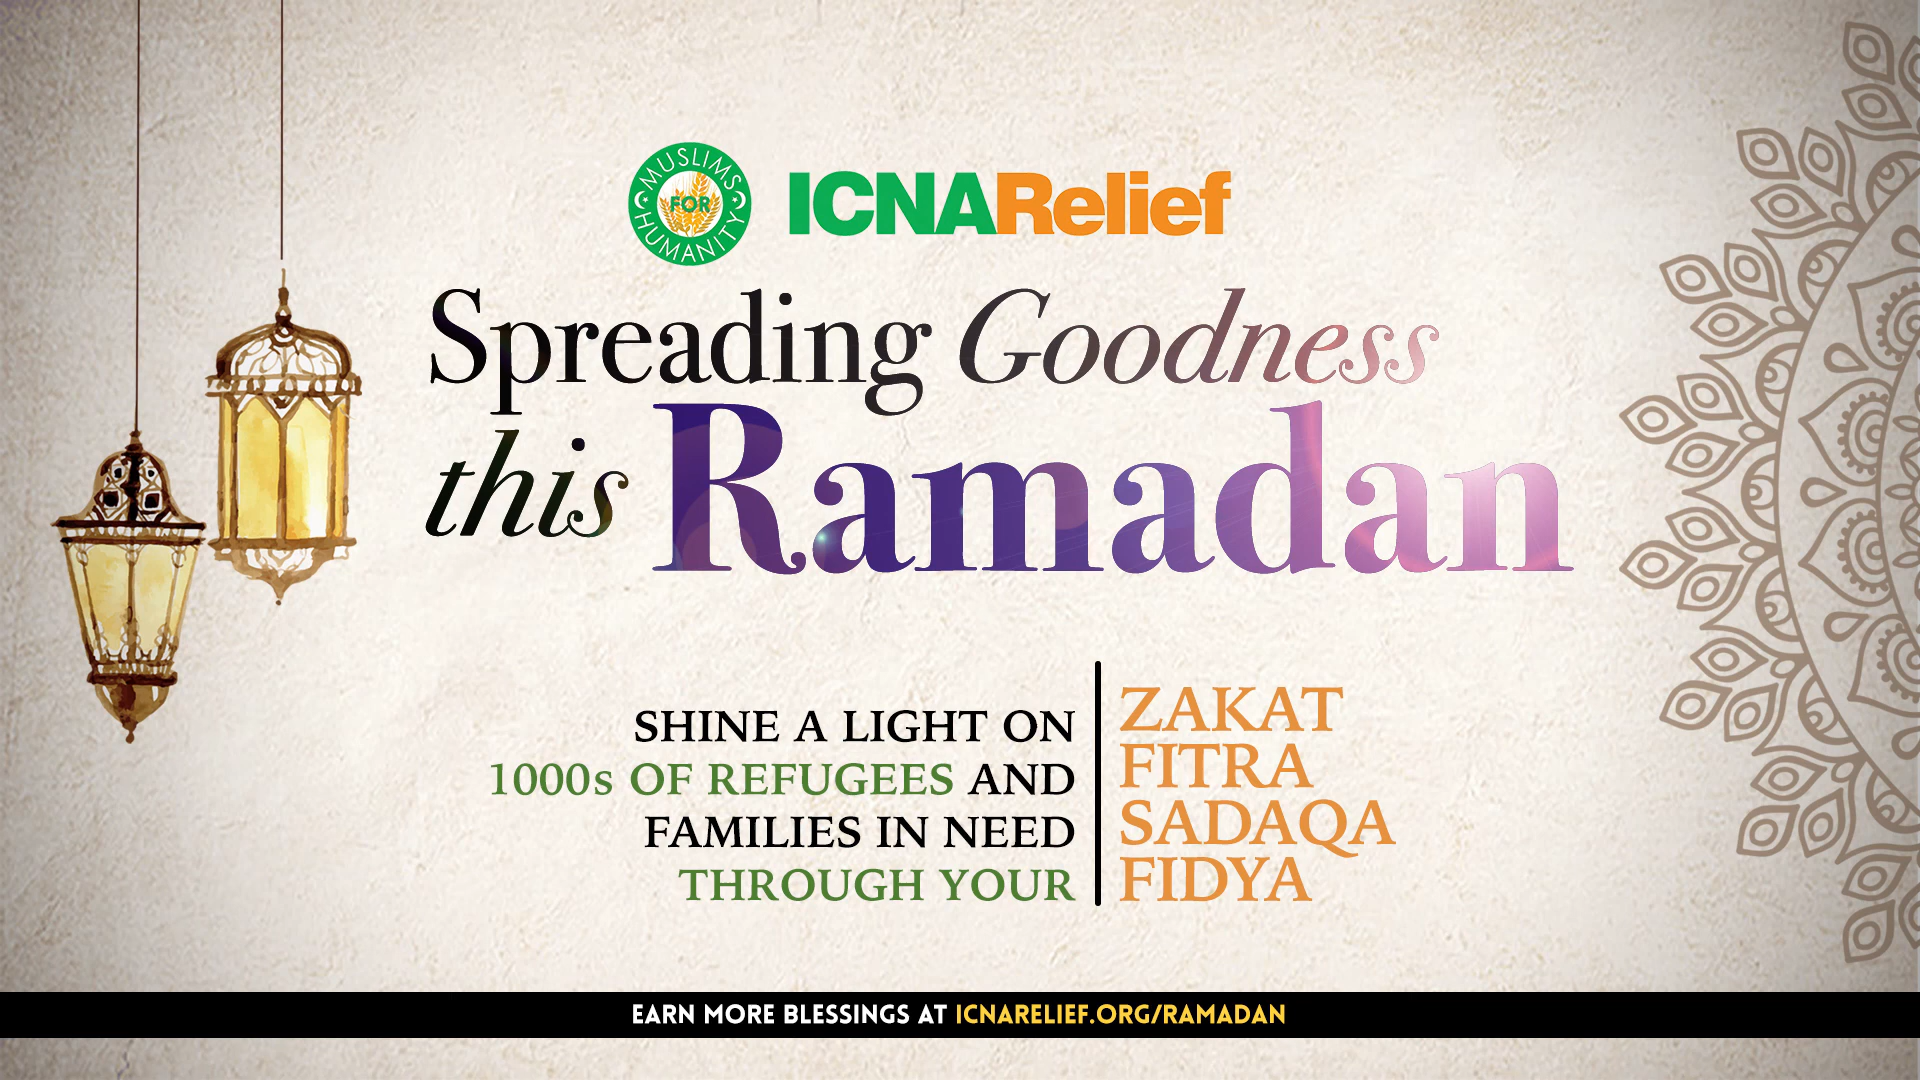 MUSLIMS FOR HUMANITY
ICNARelief
Spreading Goodness
this Ramadan
SHINE A LIGHT ON
1000s OF REFUGEES AND
FAMILIES IN NEED
THROUGH YOUR
ZAKAT
FITRA
SADAQA
FIDYA
EARN MORE BLESSINGS AT ICNARELIEF.ORG/RAMADAN